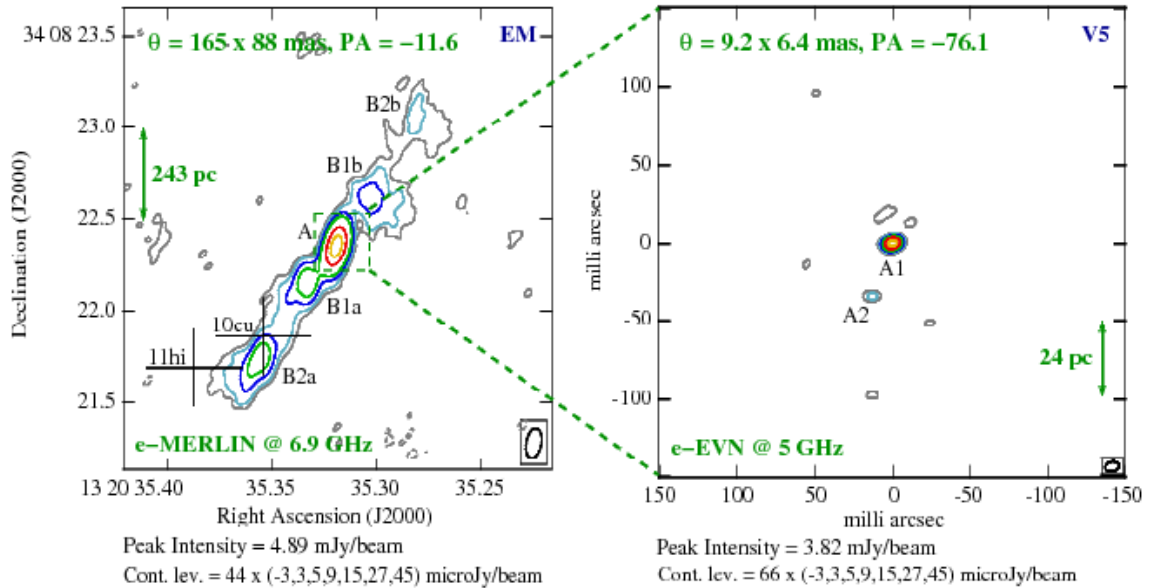 θ = 165 x 88 mas, PA = −11.6
EM
34 08 23.5
23.0
22.5
22.0
21.5
Declination (J2000)
243 pc
B2b
B1b
A
B1a
10cu
11hi
B2a
e−MERLIN @ 6.9 GHz
13 20 35.40
35.35
35.30
35.25
Right Ascension (J2000)
Peak Intensity = 4.89 mJy/beam
Cont. lev. = 44 x (-3,3,5,9,15,27,45) microJy/beam
θ = 9.2 x 6.4 mas, PA = −76.1
V5
100
50
0
-50
-100
milli arcsec
A1
A2
24 pc
e−EVN @ 5 GHz
150
100
50
0
-50
-100
-150
milli arcsec
Peak Intensity = 3.82 mJy/beam
Cont. lev. = 66 x (-3,3,5,9,15,27,45) microJy/beam